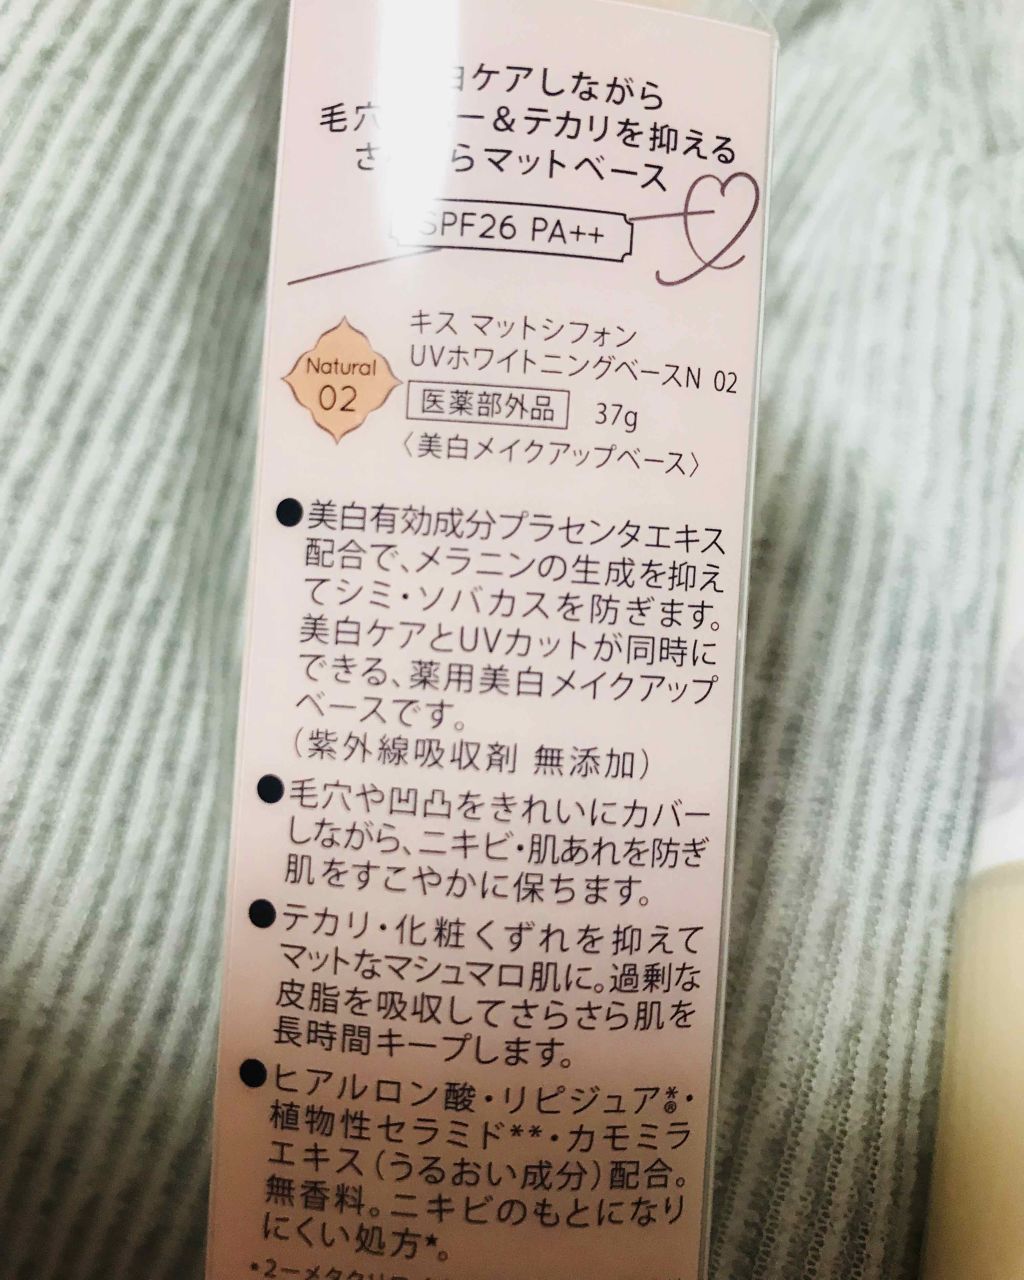 ケアしながら
毛穴ー&テカリを抑える
さらマットベース
SPF26 PA++
Natural
02
キス マットシフォン
UVホワイトニングベースN 02
医薬部外品 37g
〈美白メイクアップベース〉
●美白有効成分プラセンタエキス
配合で、メラニンの生成を抑え
てシミ・ソバカスを防ぎます。
美白ケアとUVカットが同時に
できる、薬用美白メイクアップ
ベースです。
(紫外線吸収剤 無添加)
●毛穴や凹凸をきれいにカバー
しながら、ニキビ・肌あれを防ぎ
肌をすこやかに保ちます。
●テカリ・化粧くずれを抑えて
マットなマシュマロ肌に。過剰な
皮脂を吸収してさらさら肌を
長時間キープします。
●ヒアルロン酸・リピジュア®*・
植物性セラミド**・カモミラ
エキス(うるおい成分)配合。
無香料。ニキビのもとになり
にくい処方*。